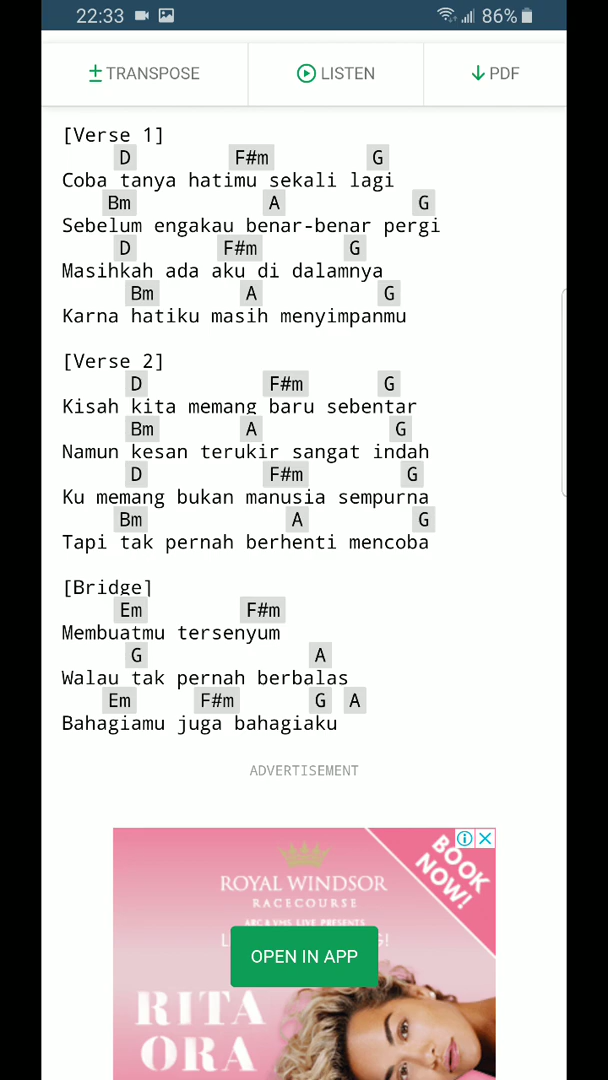 22:33 86%
TRANSPOSE LISTEN PDF
[Verse 1]
D F#m G
Coba tanya hatimu sekali lagi
Bm A G
Sebelum engakau benar-benar pergi
D F#m G
Masihkah ada aku di dalamnya
Bm A G
Karna hatiku masih menyimpanmu
[Verse 2]
D F#m G
Kisah kita memang baru sebentar
Bm A G
Namun kesan terukir sangat indah
D F#m G
Ku memang bukan manusia sempurna
Bm A G
Tapi tak pernah berhenti mencoba
[Bridge]
Em F#m
Membuatmu tersenyum
G A
Walau tak pernah berbalas
Em F#m G A
Bahagiamu juga bahagiaku
ADVERTISEMENT
BOOK
NOW!
ROYAL WINDSOR
RACECOURSE
ARC & VMS LIVE PRESENTS
OPEN IN APP
RITA
ORA